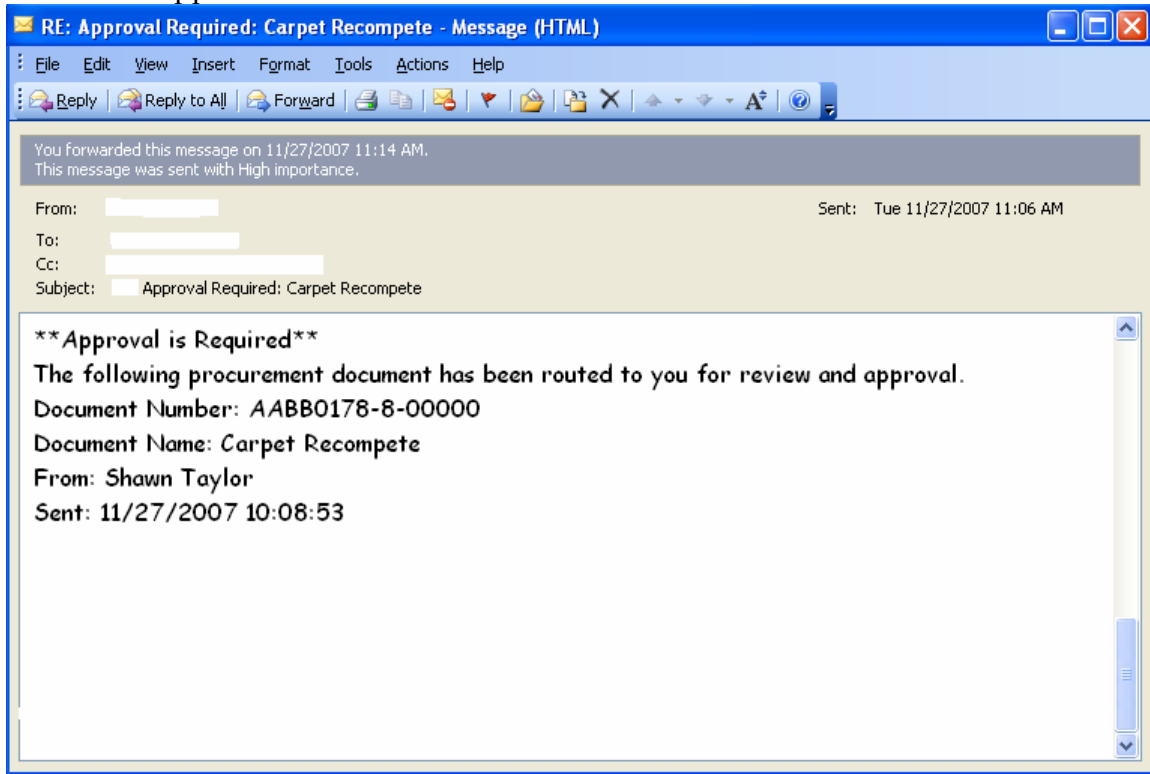 RE: Approval Required: Carpet Recompete - Message (HTML)
File Edit View Insert Format Tools Actions Help
Reply Reply to All Forward
You forwarded this message on 11/27/2007 11:14 AM.
This message was sent with High importance.
From: Sent: Tue 11/27/2007 11:06 AM
To:
Cc:
Subject: Approval Required: Carpet Recompete
**Approval is Required**
The following procurement document has been routed to you for review and approval.
Document Number: AABB0178-8-00000
Document Name: Carpet Recompete
From: Shawn Taylor
Sent: 11/27/2007 10:08:53